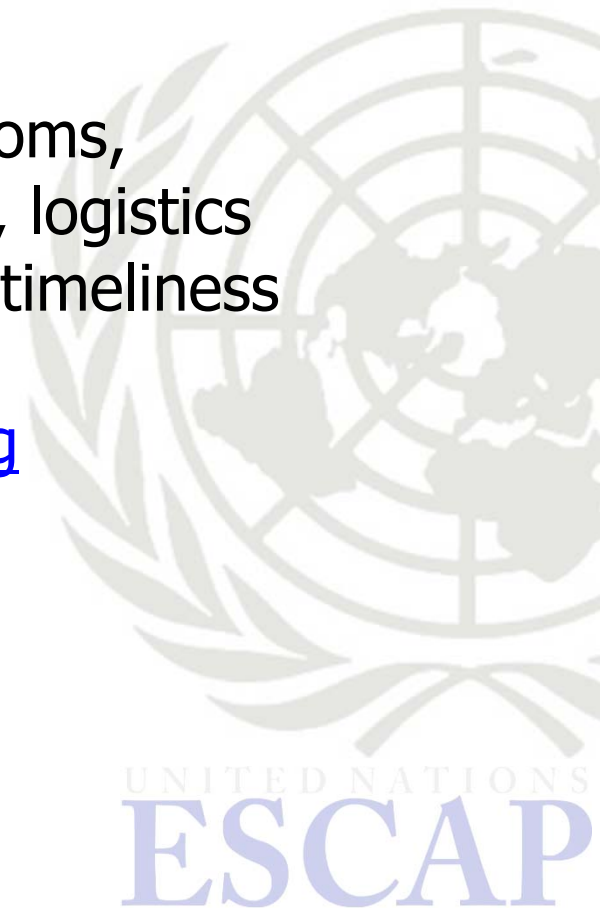 oms,
, logistics
timeliness
g
UNITED NATIONS
ESCAP